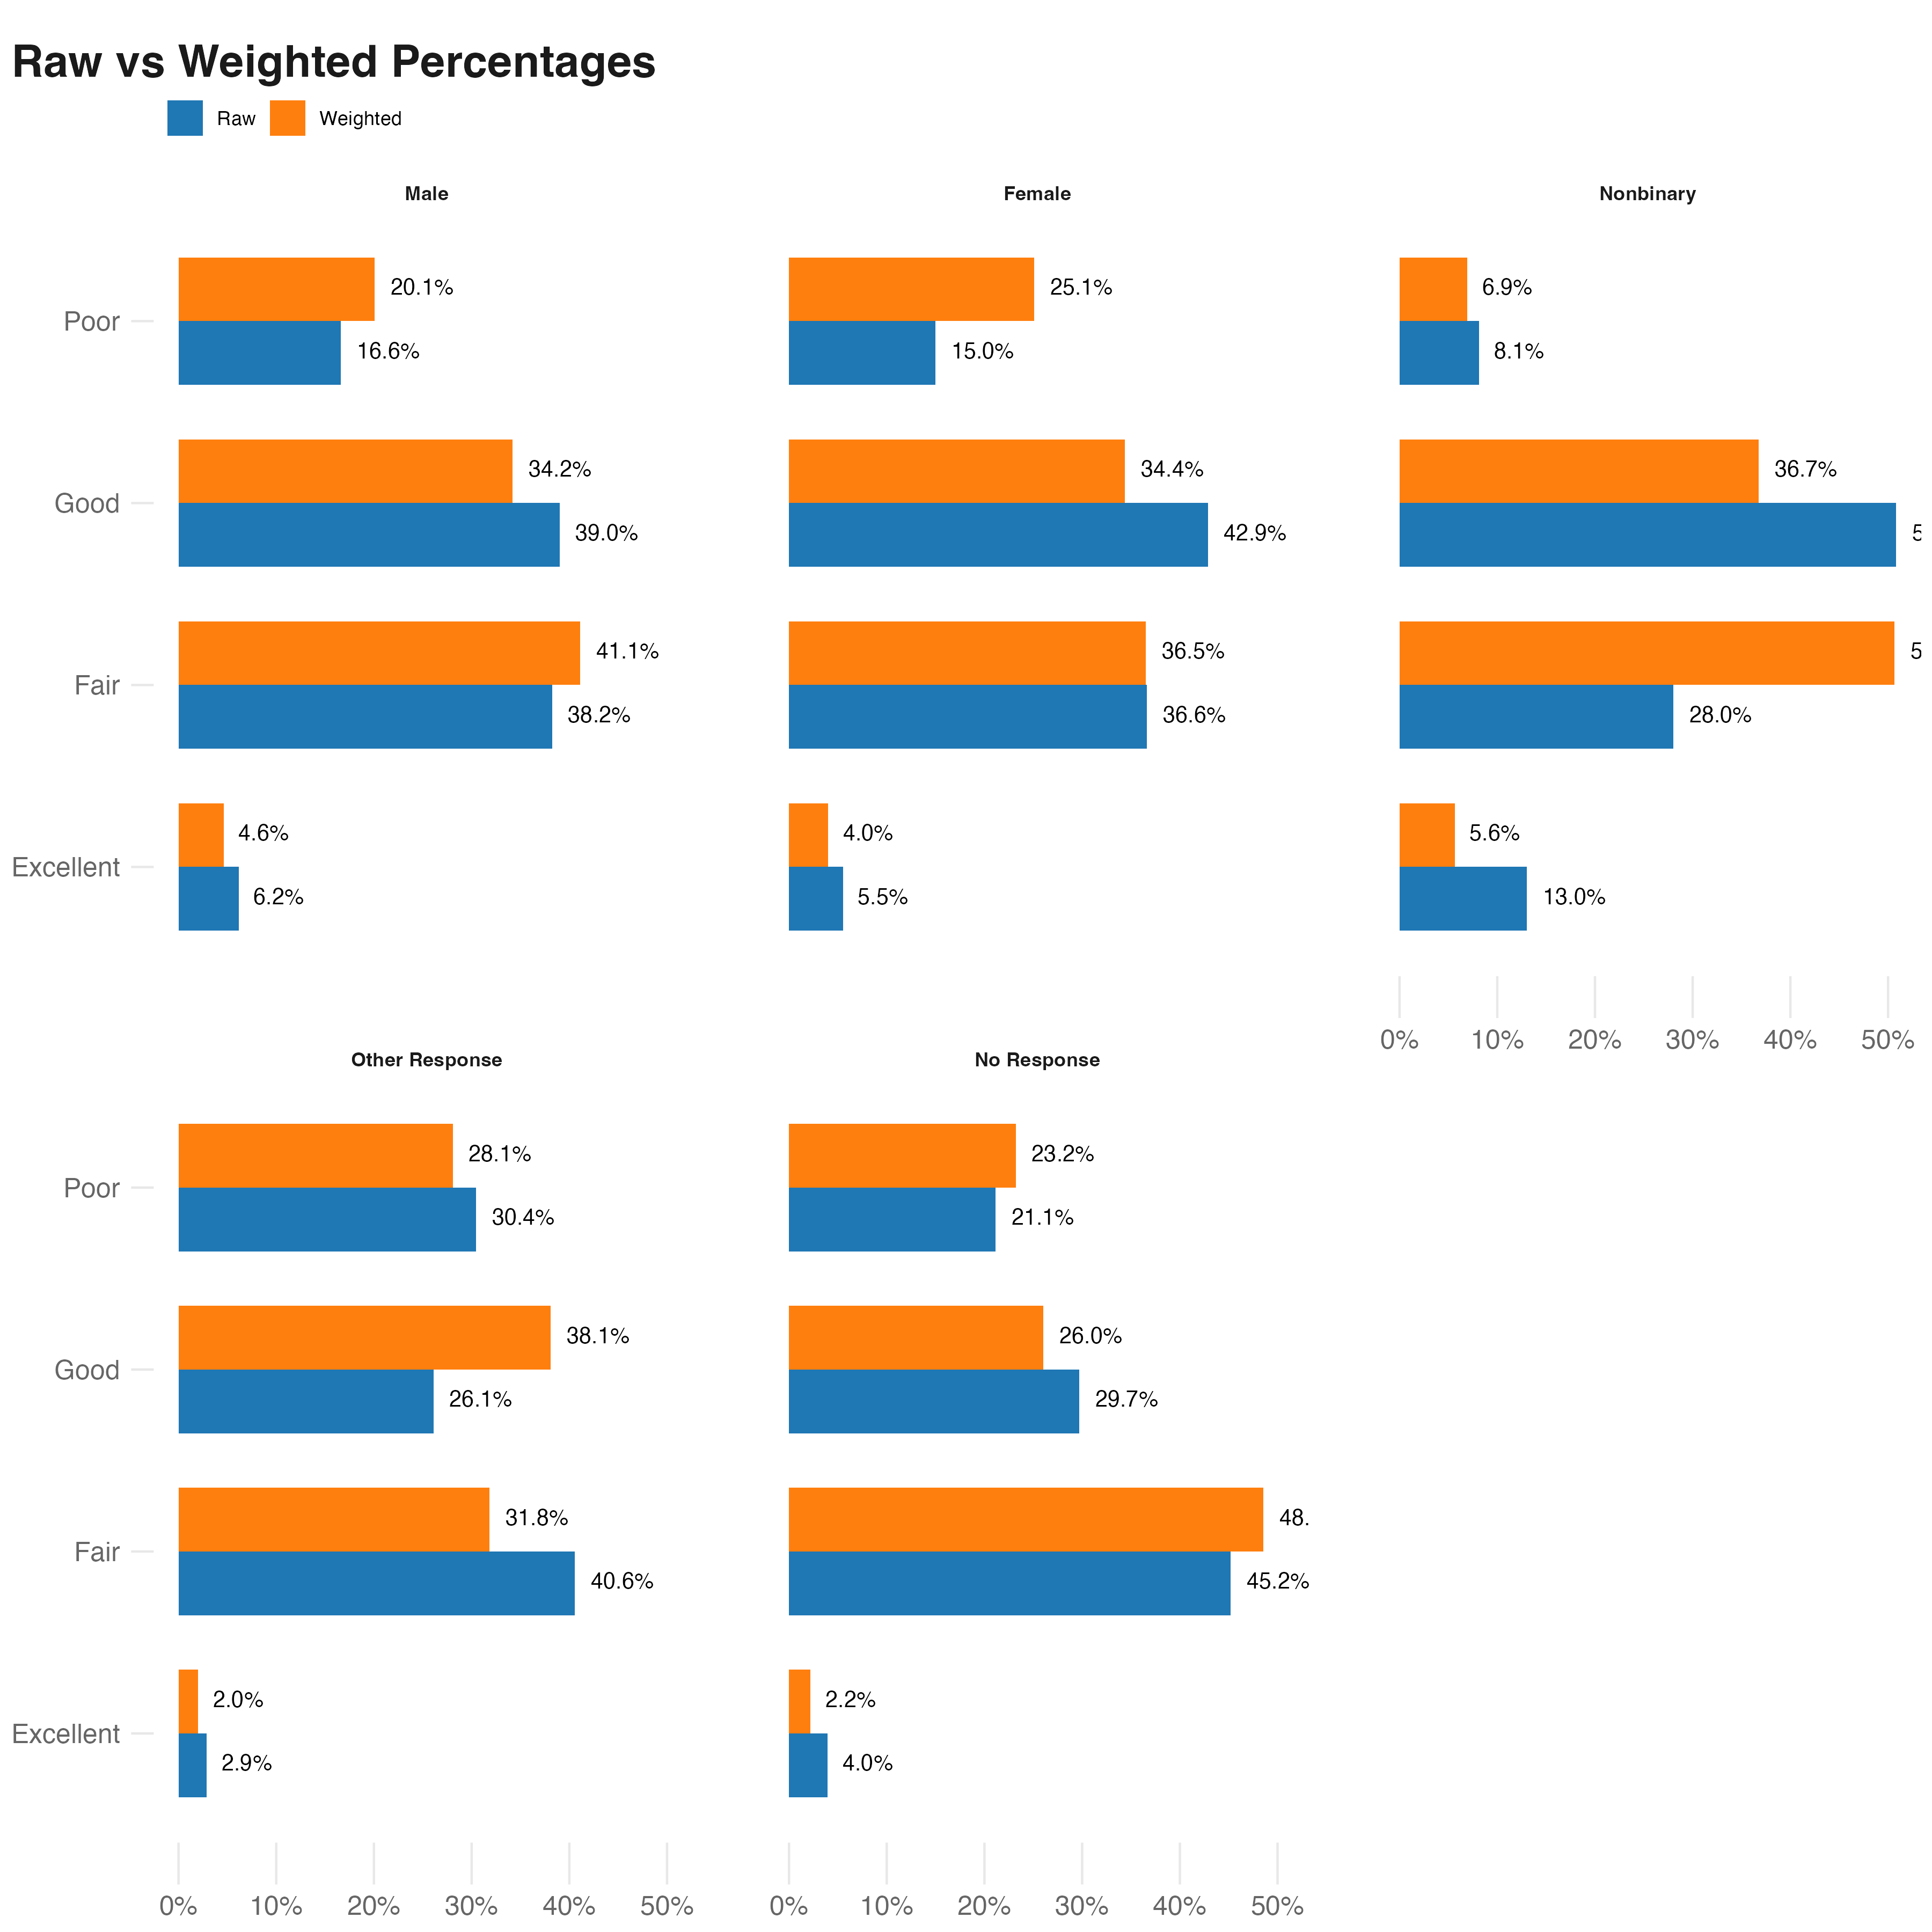 Raw vs Weighted Percentages
Raw Weighted
Male Female Nonbinary
20.1% 25.1% 6.9%
Poor
16.6% 15.0% 8.1%
34.2% 34.4% 36.7%
Good
39.0% 42.9% 5
41.1% 36.5% 5
Fair
38.2% 36.6% 28.0%
4.6% 4.0% 5.6%
Excellent
6.2% 5.5% 13.0%
0% 10% 20% 30% 40% 50%
Other Response No Response
28.1% 23.2%
Poor
30.4% 21.1%
38.1% 26.0%
Good
26.1% 29.7%
31.8% 48.
Fair
40.6% 45.2%
2.0% 2.2%
Excellent
2.9% 4.0%
0% 10% 20% 30% 40% 50% 0% 10% 20% 30% 40% 50%